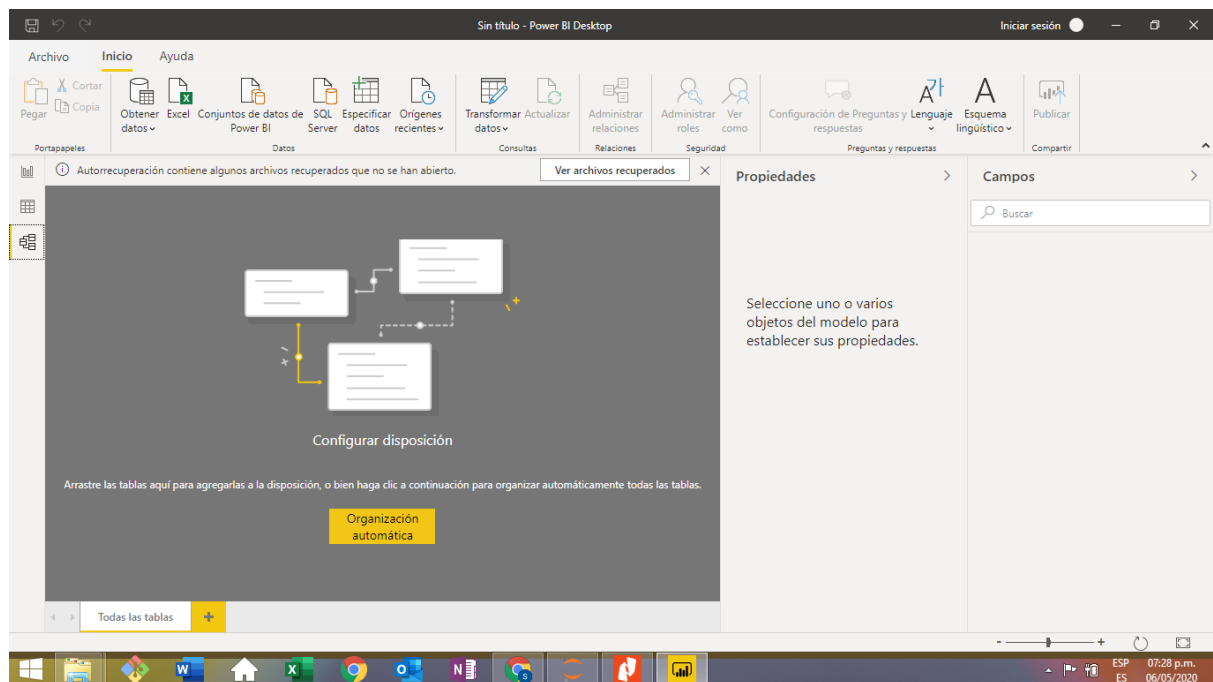 Sin título - Power BI Desktop
Iniciar sesión
Archivo Inicio Ayuda
Pegar
Cortar
Copia
Obtener datos
Excel
Conjuntos de datos de Power BI
SQL Server
Especificar datos
Orígenes recientes
Transformar datos
Actualizar
Administrar relaciones
Administrar roles
Ver como
Configuración de Preguntas y respuestas
Lenguaje
Esquema lingüístico
Publicar
Portapapeles
Datos
Consultas
Relaciones
Seguridad
Preguntas y respuestas
Compartir
Autorrecuperación contiene algunos archivos recuperados que no se han abierto.
Ver archivos recuperados
Propiedades
Campos
Buscar
Seleccione uno o varios
objetos del modelo para
establecer sus propiedades.
Configurar disposición
Arrastre las tablas aquí para agregarlas a la disposición, o bien haga clic a continuación para organizar automáticamente todas las tablas.
Organización
automática
Todas las tablas
ESP
ES
07:28 p.m.
06/05/2020